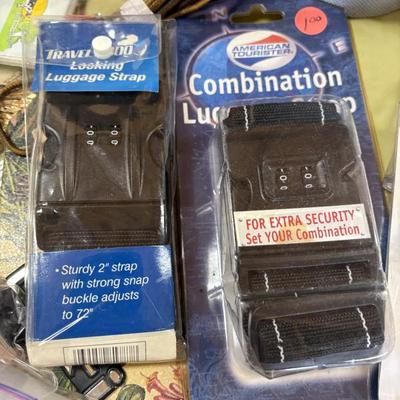 TRAVEL
Locking
Luggage Strap
• Sturdy 2" strap
with strong snap
buckle adjusts
to 72"
1.00
AMERICAN
TOURISTER
Combination
Luggage Strap
FOR EXTRA SECURITY
Set YOUR Combination